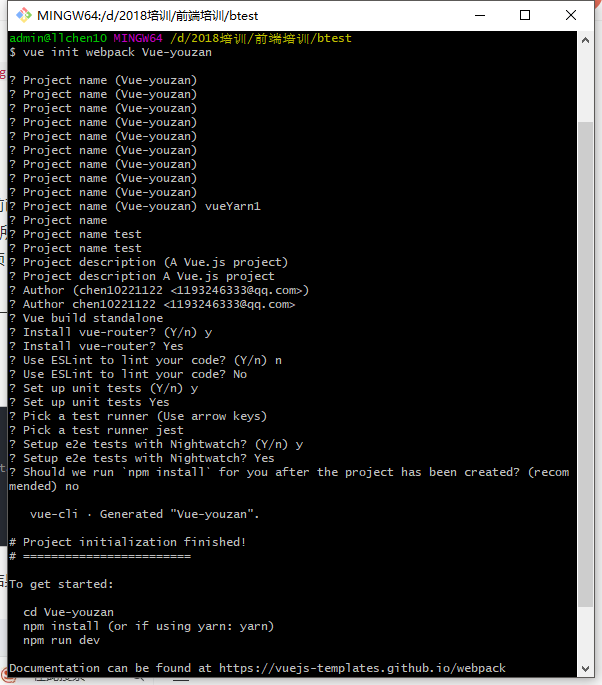 MINGW64:/d/2018培训/前端培训/btest
admin@llchen10 MINGW64 /d/2018培训/前端培训/btest
$ vue init webpack Vue-youzan
? Project name (Vue-youzan)
? Project name (Vue-youzan)
? Project name (Vue-youzan)
? Project name (Vue-youzan)
? Project name (Vue-youzan)
? Project name (Vue-youzan)
? Project name (Vue-youzan)
? Project name (Vue-youzan)
? Project name (Vue-youzan)
? Project name (Vue-youzan) vueYarn1
? Project name
? Project name test
? Project name test
? Project description (A Vue.js project)
? Project description A Vue.js project
? Author (chen10221122 <1193246333@qq.com>)
? Author chen10221122 <1193246333@qq.com>
? Vue build standalone
? Install vue-router? (Y/n) y
? Install vue-router? Yes
? Use ESLint to lint your code? (Y/n) n
? Use ESLint to lint your code? No
? Set up unit tests (Y/n) y
? Set up unit tests Yes
? Pick a test runner (Use arrow keys)
? Pick a test runner jest
? Setup e2e tests with Nightwatch? (Y/n) y
? Setup e2e tests with Nightwatch? Yes
? Should we run `npm install` for you after the project has been created? (recom
mended) no
vue-cli · Generated "Vue-youzan".
# Project initialization finished!
# ========================
To get started:
cd Vue-youzan
npm install (or if using yarn: yarn)
npm run dev
Documentation can be found at https://vuejs-templates.github.io/webpack